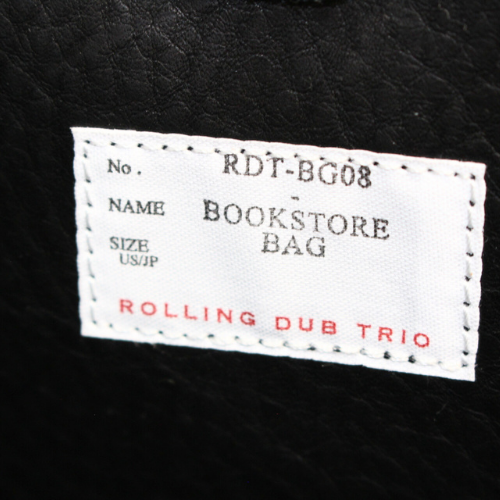 No. RDT-BG08
-
NAME BOOKSTORE
SIZE BAG
US/JP
ROLLING DUB TRIO